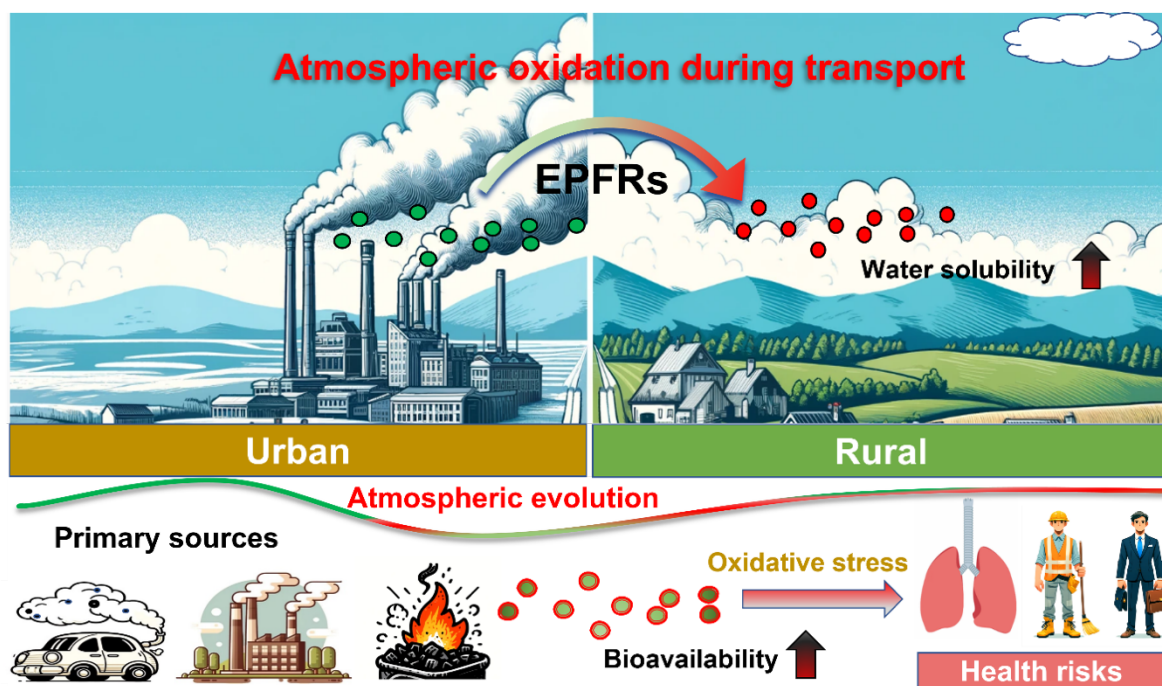 Atmospheric oxidation during transport
EPFRs
Water solubility
Urban
Rural
Atmospheric evolution
Primary sources
Oxidative stress
Bioavailability
Health risks